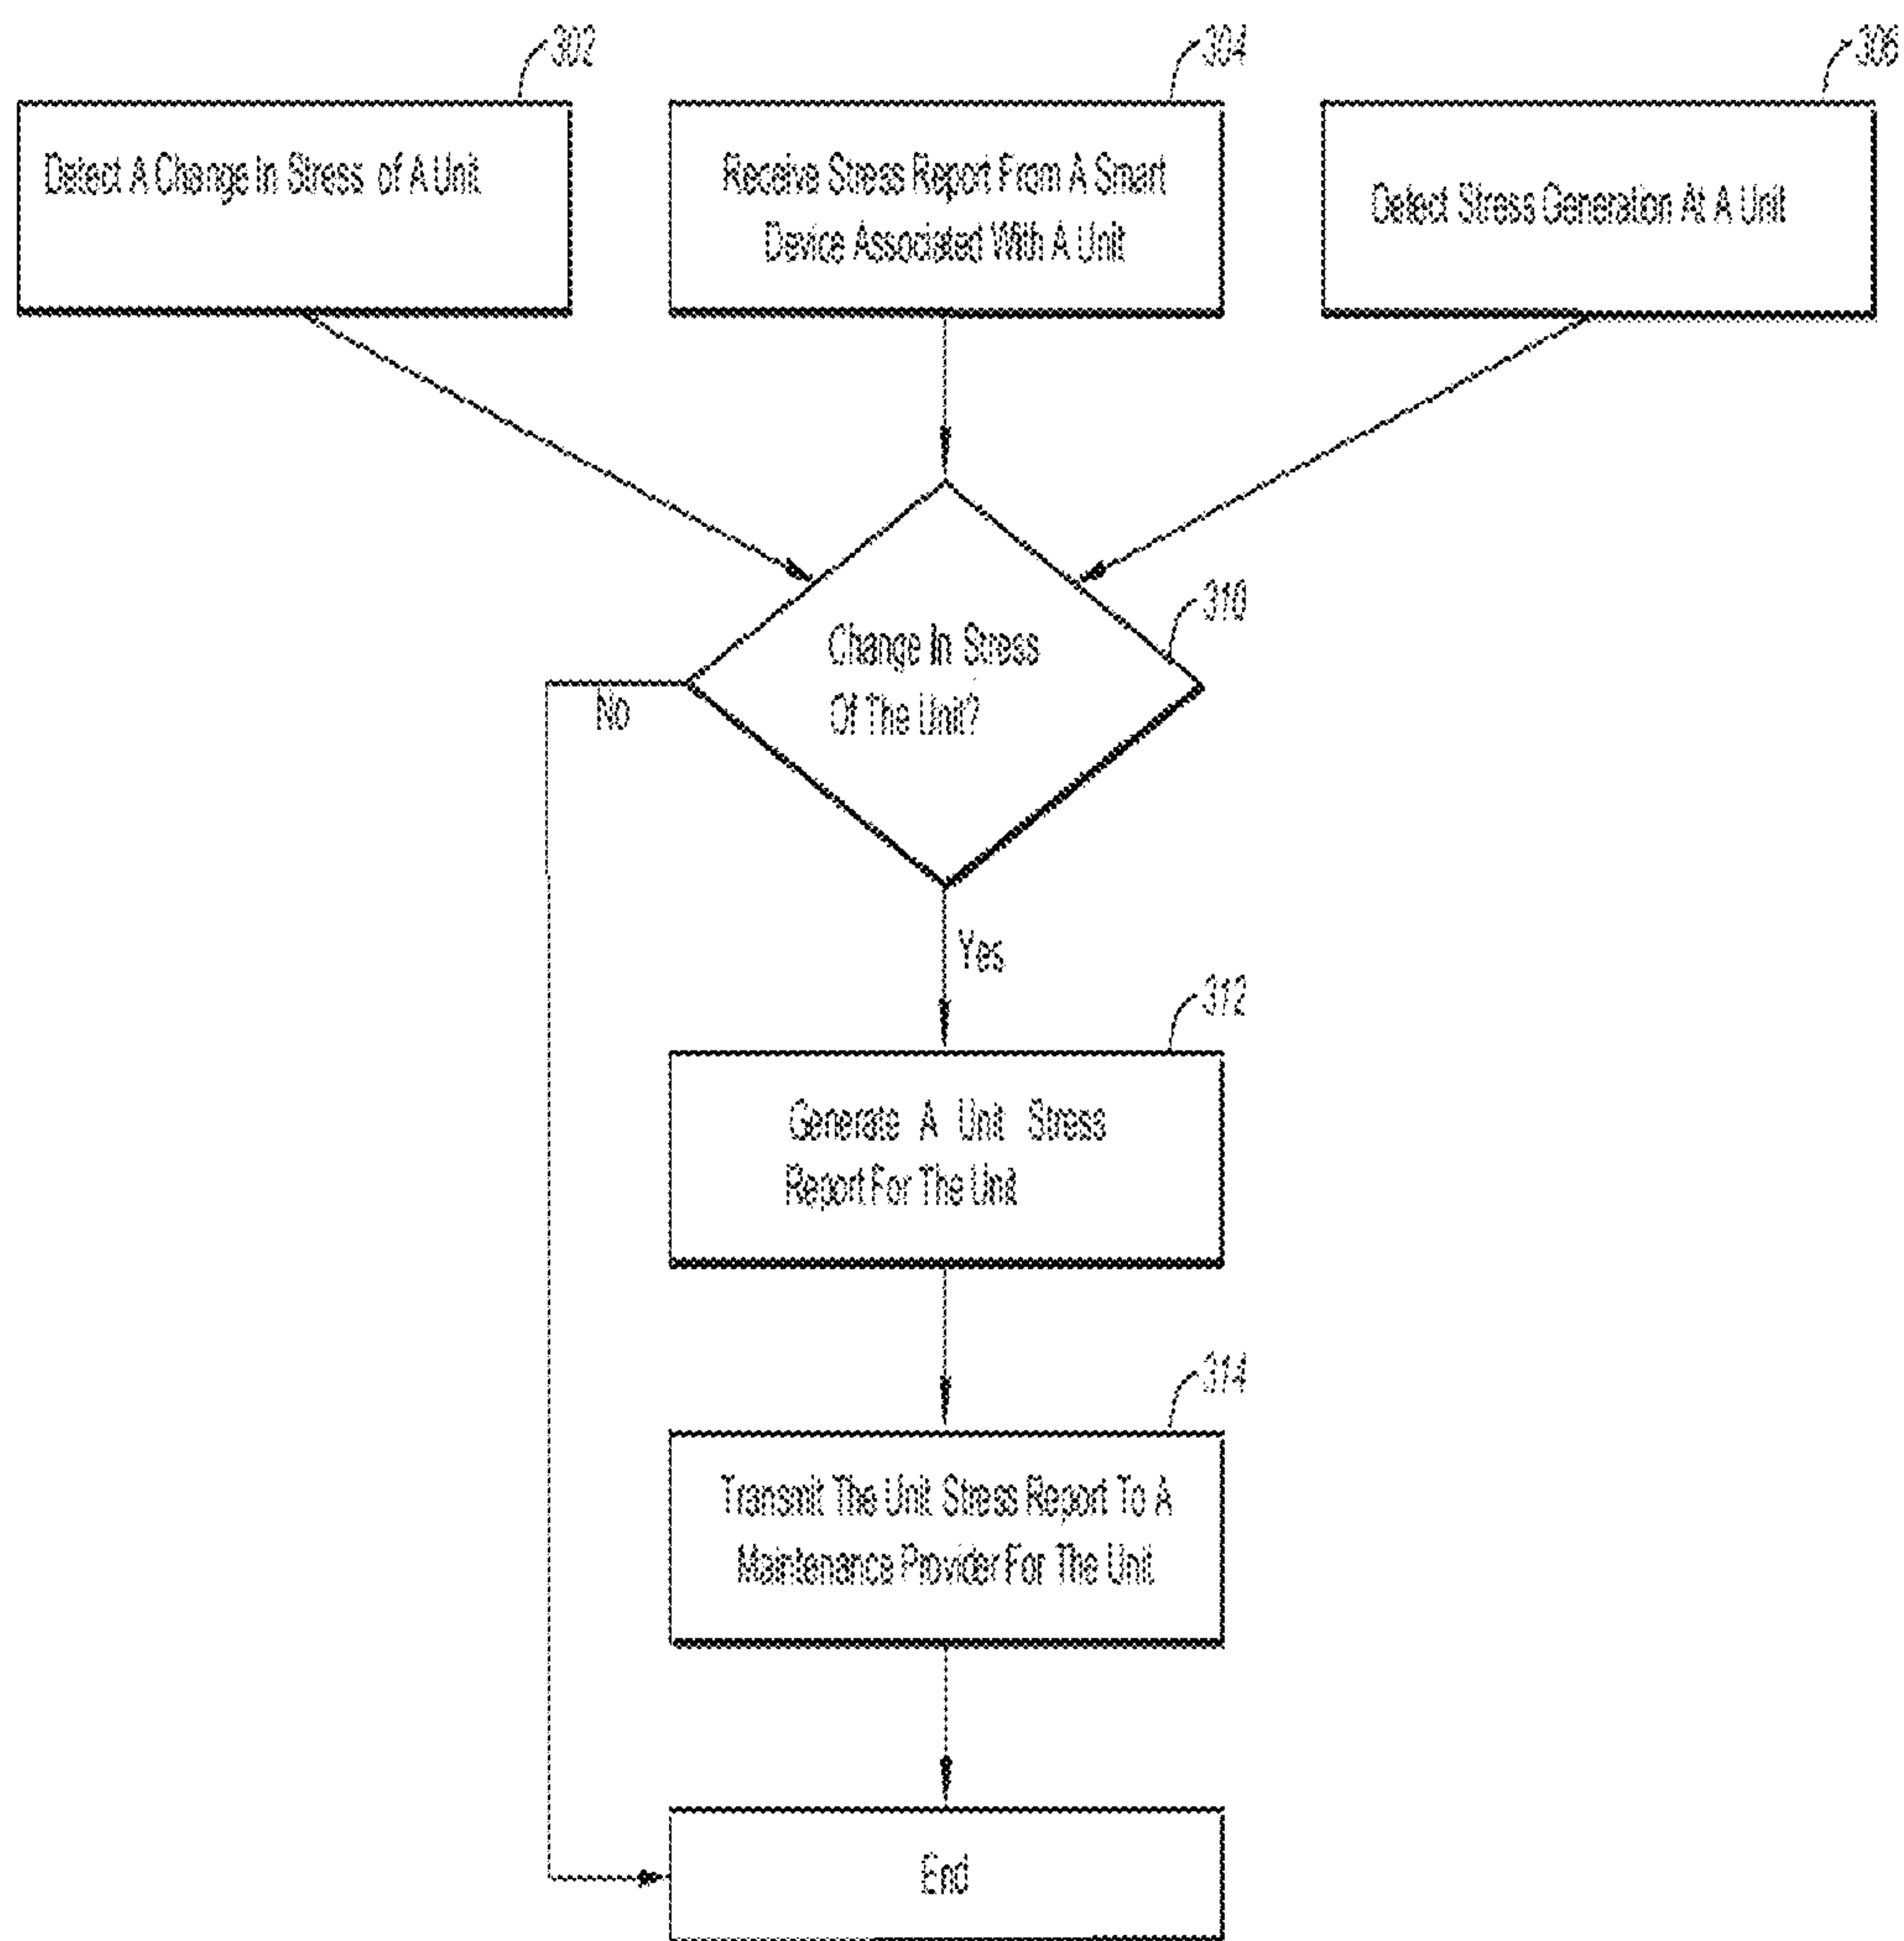 302
304
306
Detect A Change In Stress of A Unit
Receive Stress Report From A Smart
Device Associated With A Unit
Detect Stress Generation At A Unit
310
Change In Stress
Of The Unit?
No
Yes
312
Generate A Unit Stress
Report For The Unit
314
Transmit The Unit Stress Report To A
Maintenance Provider For The Unit
End